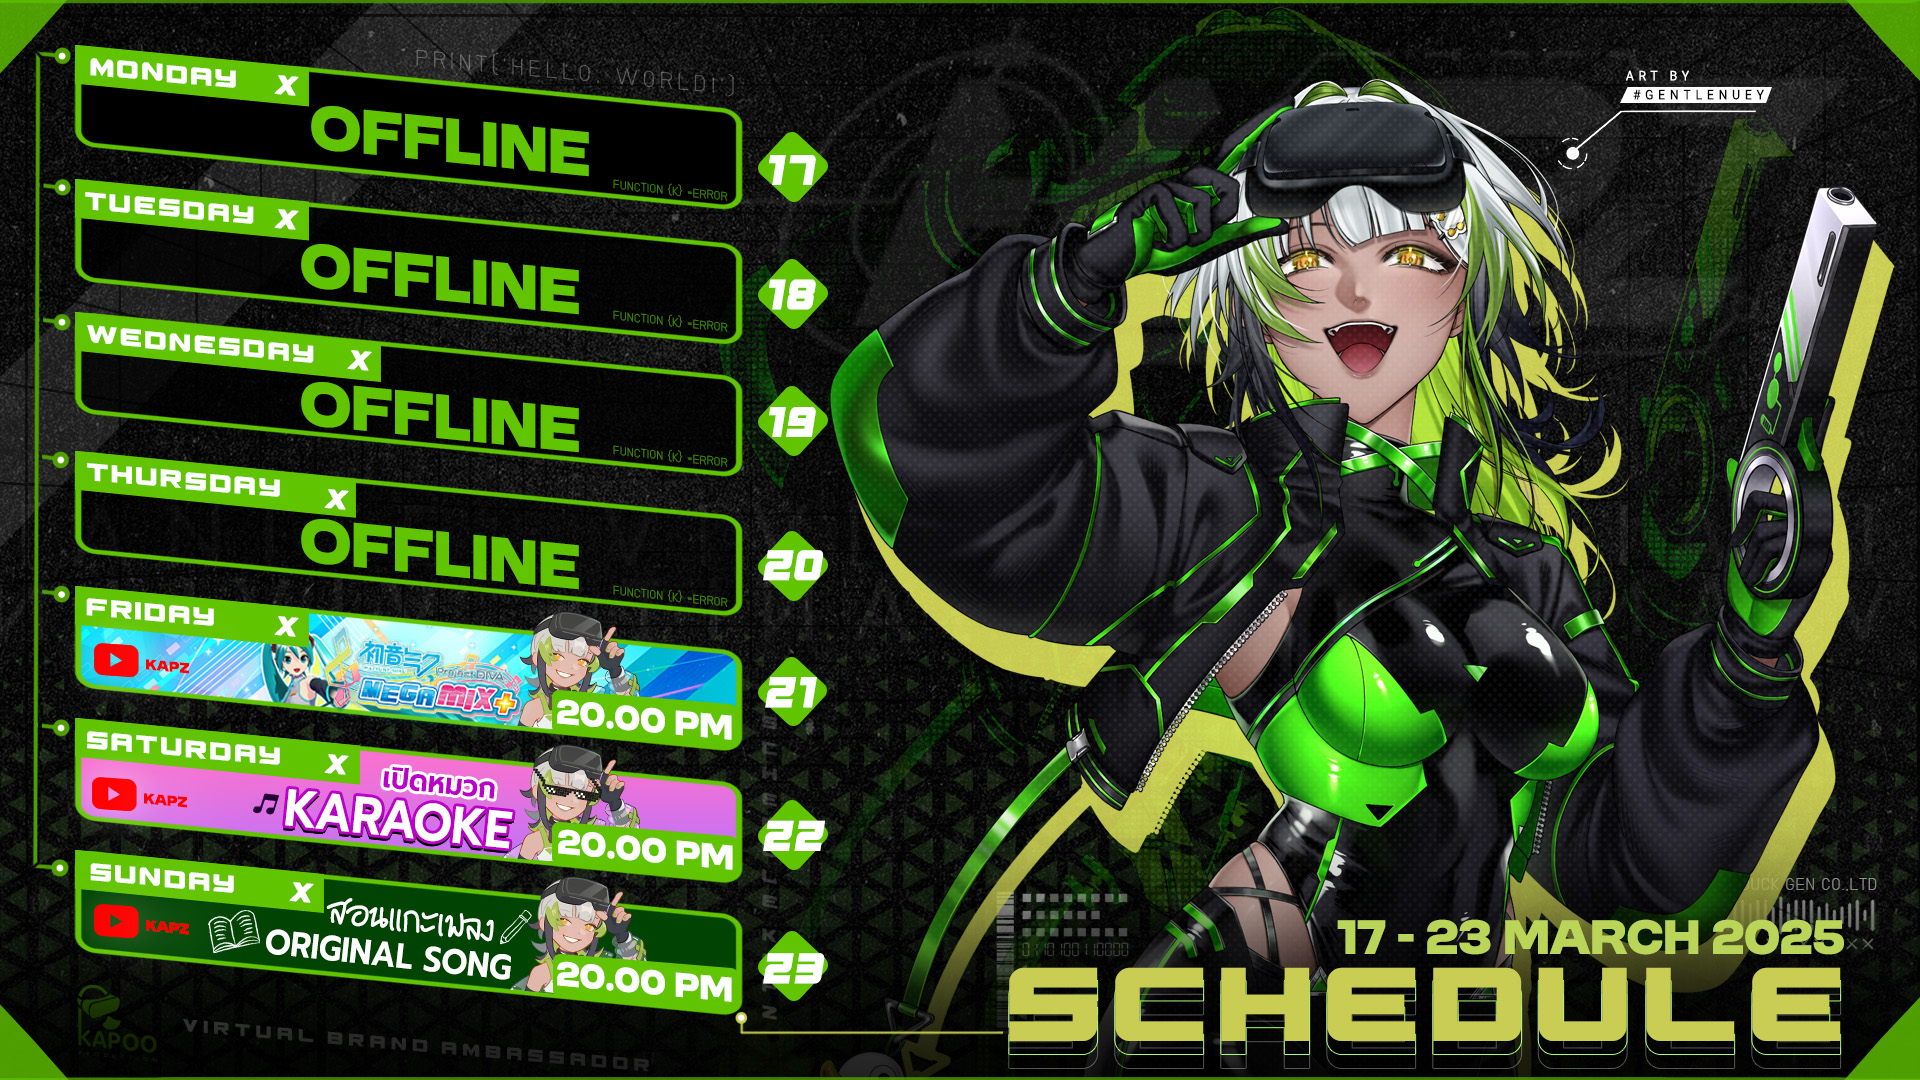 PRINT['HELLO, WORLD!')
MONDAY X
OFFLINE
FUNCTION {K} =ERROR
17
TUESDAY X
OFFLINE
FUNCTION {K} =ERROR
18
WEDNESDAY X
OFFLINE
FUNCTION {K} =ERROR
19
THURSDAY X
OFFLINE
FUNCTION {K} =ERROR
20
FRIDAY X
KAPZ
初音ミク
Project DIVA
MEGA MIX+
20.00 PM
21
SATURDAY X
KAPZ
เปิดหมวก
KARAOKE
20.00 PM
22
SUNDAY X
KAPZ
สอนแกะเพลง
ORIGINAL SONG
20.00 PM
23
KAPOO
VIRTUAL BRAND AMBASSADOR
ART BY
#GENTLENUEY
17 - 23 MARCH 2025
SCHEDULE